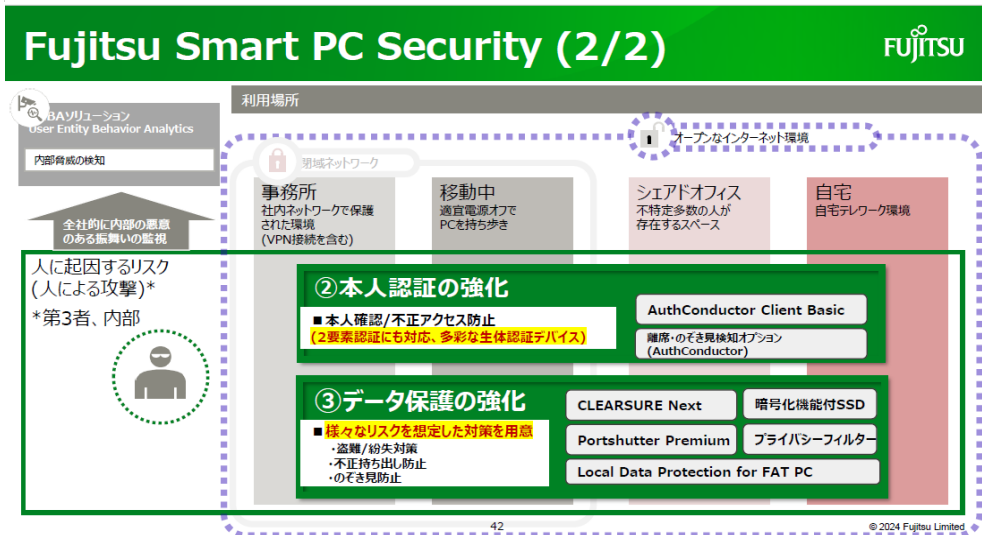 Fujitsu Smart PC Security (2/2)
FUJITSU
BAソリューション
User Entity Behavior Analytics
内部脅威の検知
全社的に内部の悪意
のある振舞いの監視
利用場所
オープンなインターネット環境
閉域ネットワーク
事務所
社内ネットワークで保護
された環境
(VPN接続を含む)
移動中
適宜電源オフで
PCを持ち歩き
シェアドオフィス
不特定多数の人が
存在するスペース
自宅
自宅テレワーク環境
人に起因するリスク
(人による攻撃)*
*第3者、内部
②本人認証の強化
■本人確認/不正アクセス防止
(2要素認証にも対応、多彩な生体認証デバイス)
AuthConductor Client Basic
離席・のぞき見検知オプション
(AuthConductor)
③データ保護の強化
■様々なリスクを想定した対策を用意
・盗難/紛失対策
・不正持ち出し防止
・のぞき見防止
CLEARSURE Next
暗号化機能付SSD
Portshutter Premium
プライバシーフィルター
Local Data Protection for FAT PC
42
© 2024 Fujitsu Limited